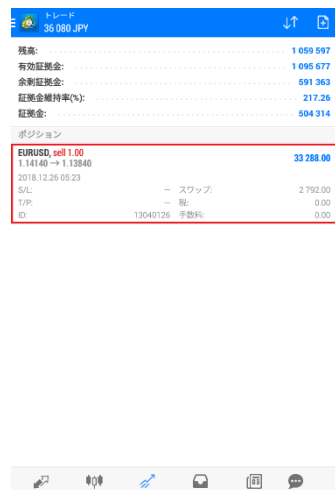 トレード
36 080 JPY
残高: 1 059 597
有効証拠金: 1 095 677
余剰証拠金: 591 363
証拠金維持率(%): 217.26
証拠金: 504 314
ポジション
EURUSD, sell 1.00
1.14140 → 1.13840 33 288.00
2018.12.26 05:23
S/L: – スワップ: 2 792.00
T/P: – 税: 0.00
ID: 13040126 手数料: 0.00